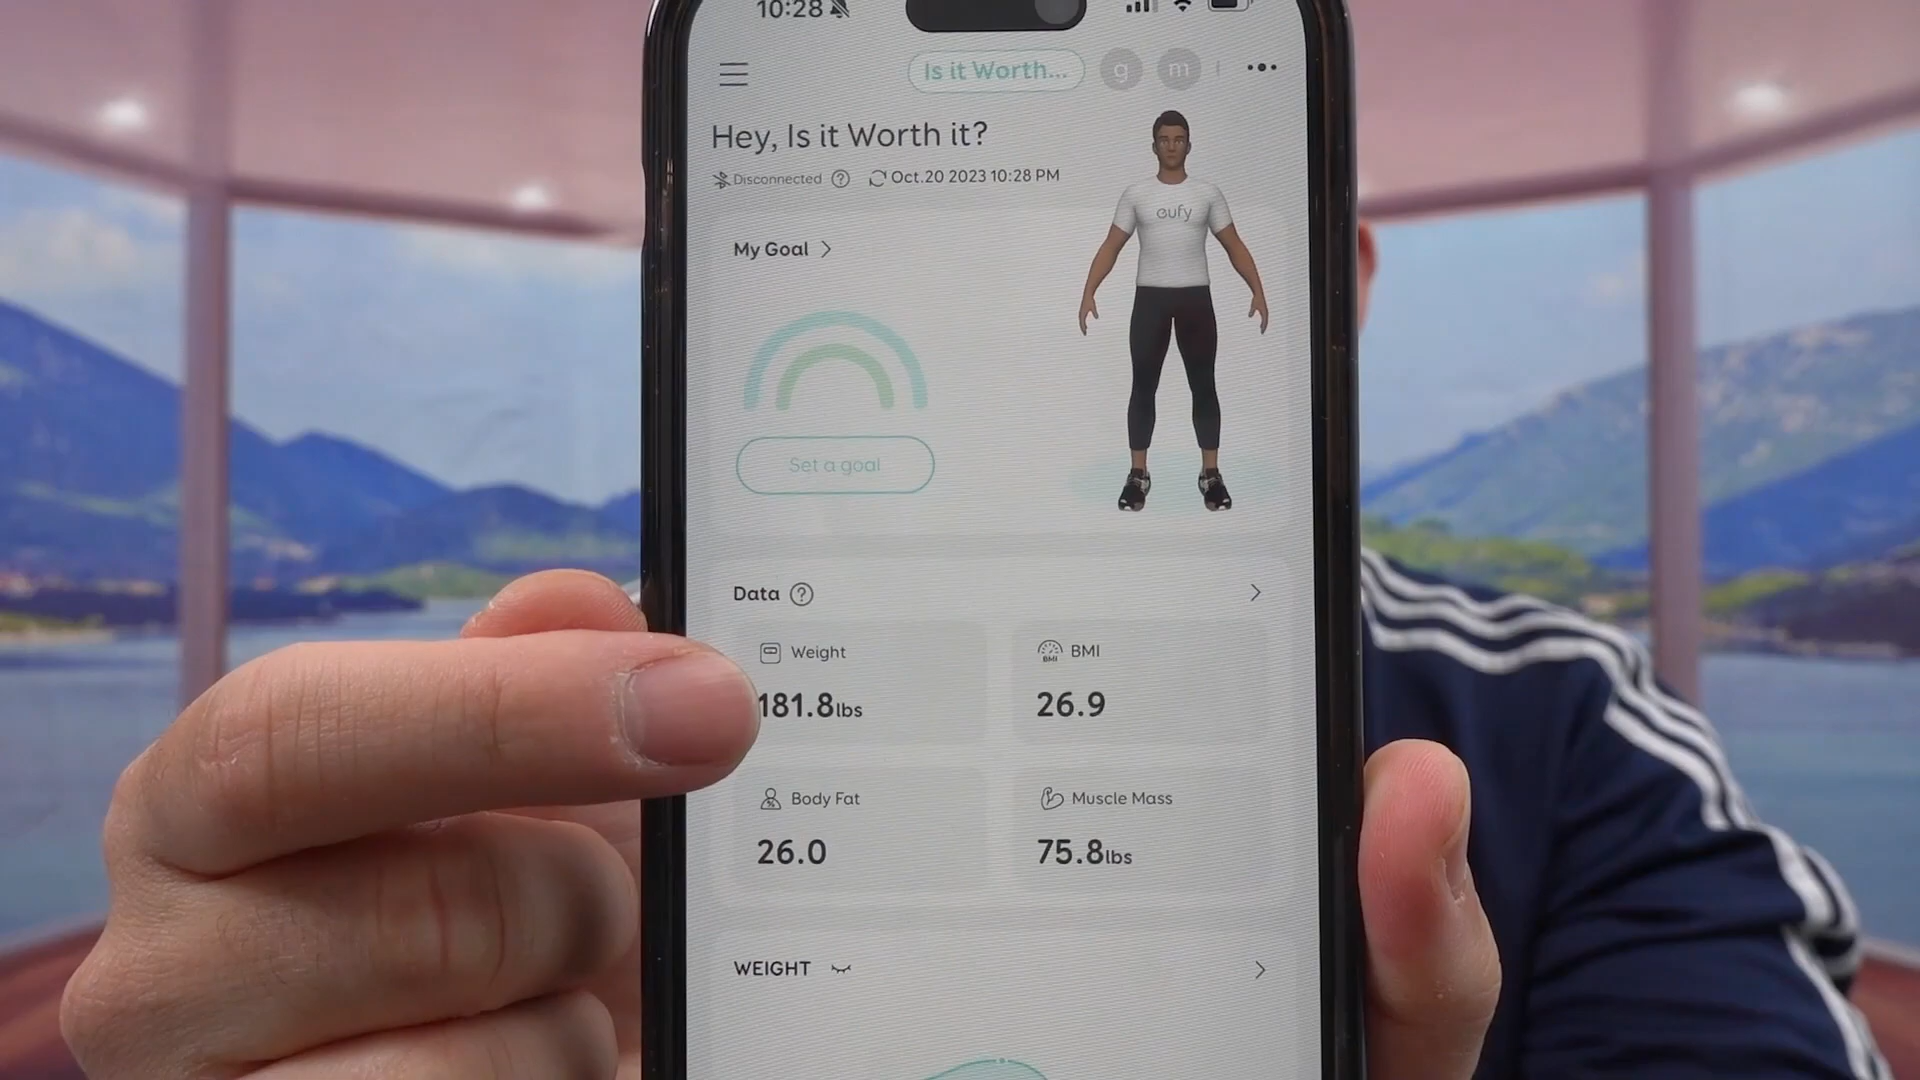 10:28
Is it Worth...
g
m
Hey, Is it Worth it?
Disconnected
Oct.20 2023 10:28 PM
eufy
My Goal
Set a goal
Data
Weight
181.8lbs
BMI
BMI
26.9
Body Fat
26.0
Muscle Mass
75.8lbs
WEIGHT